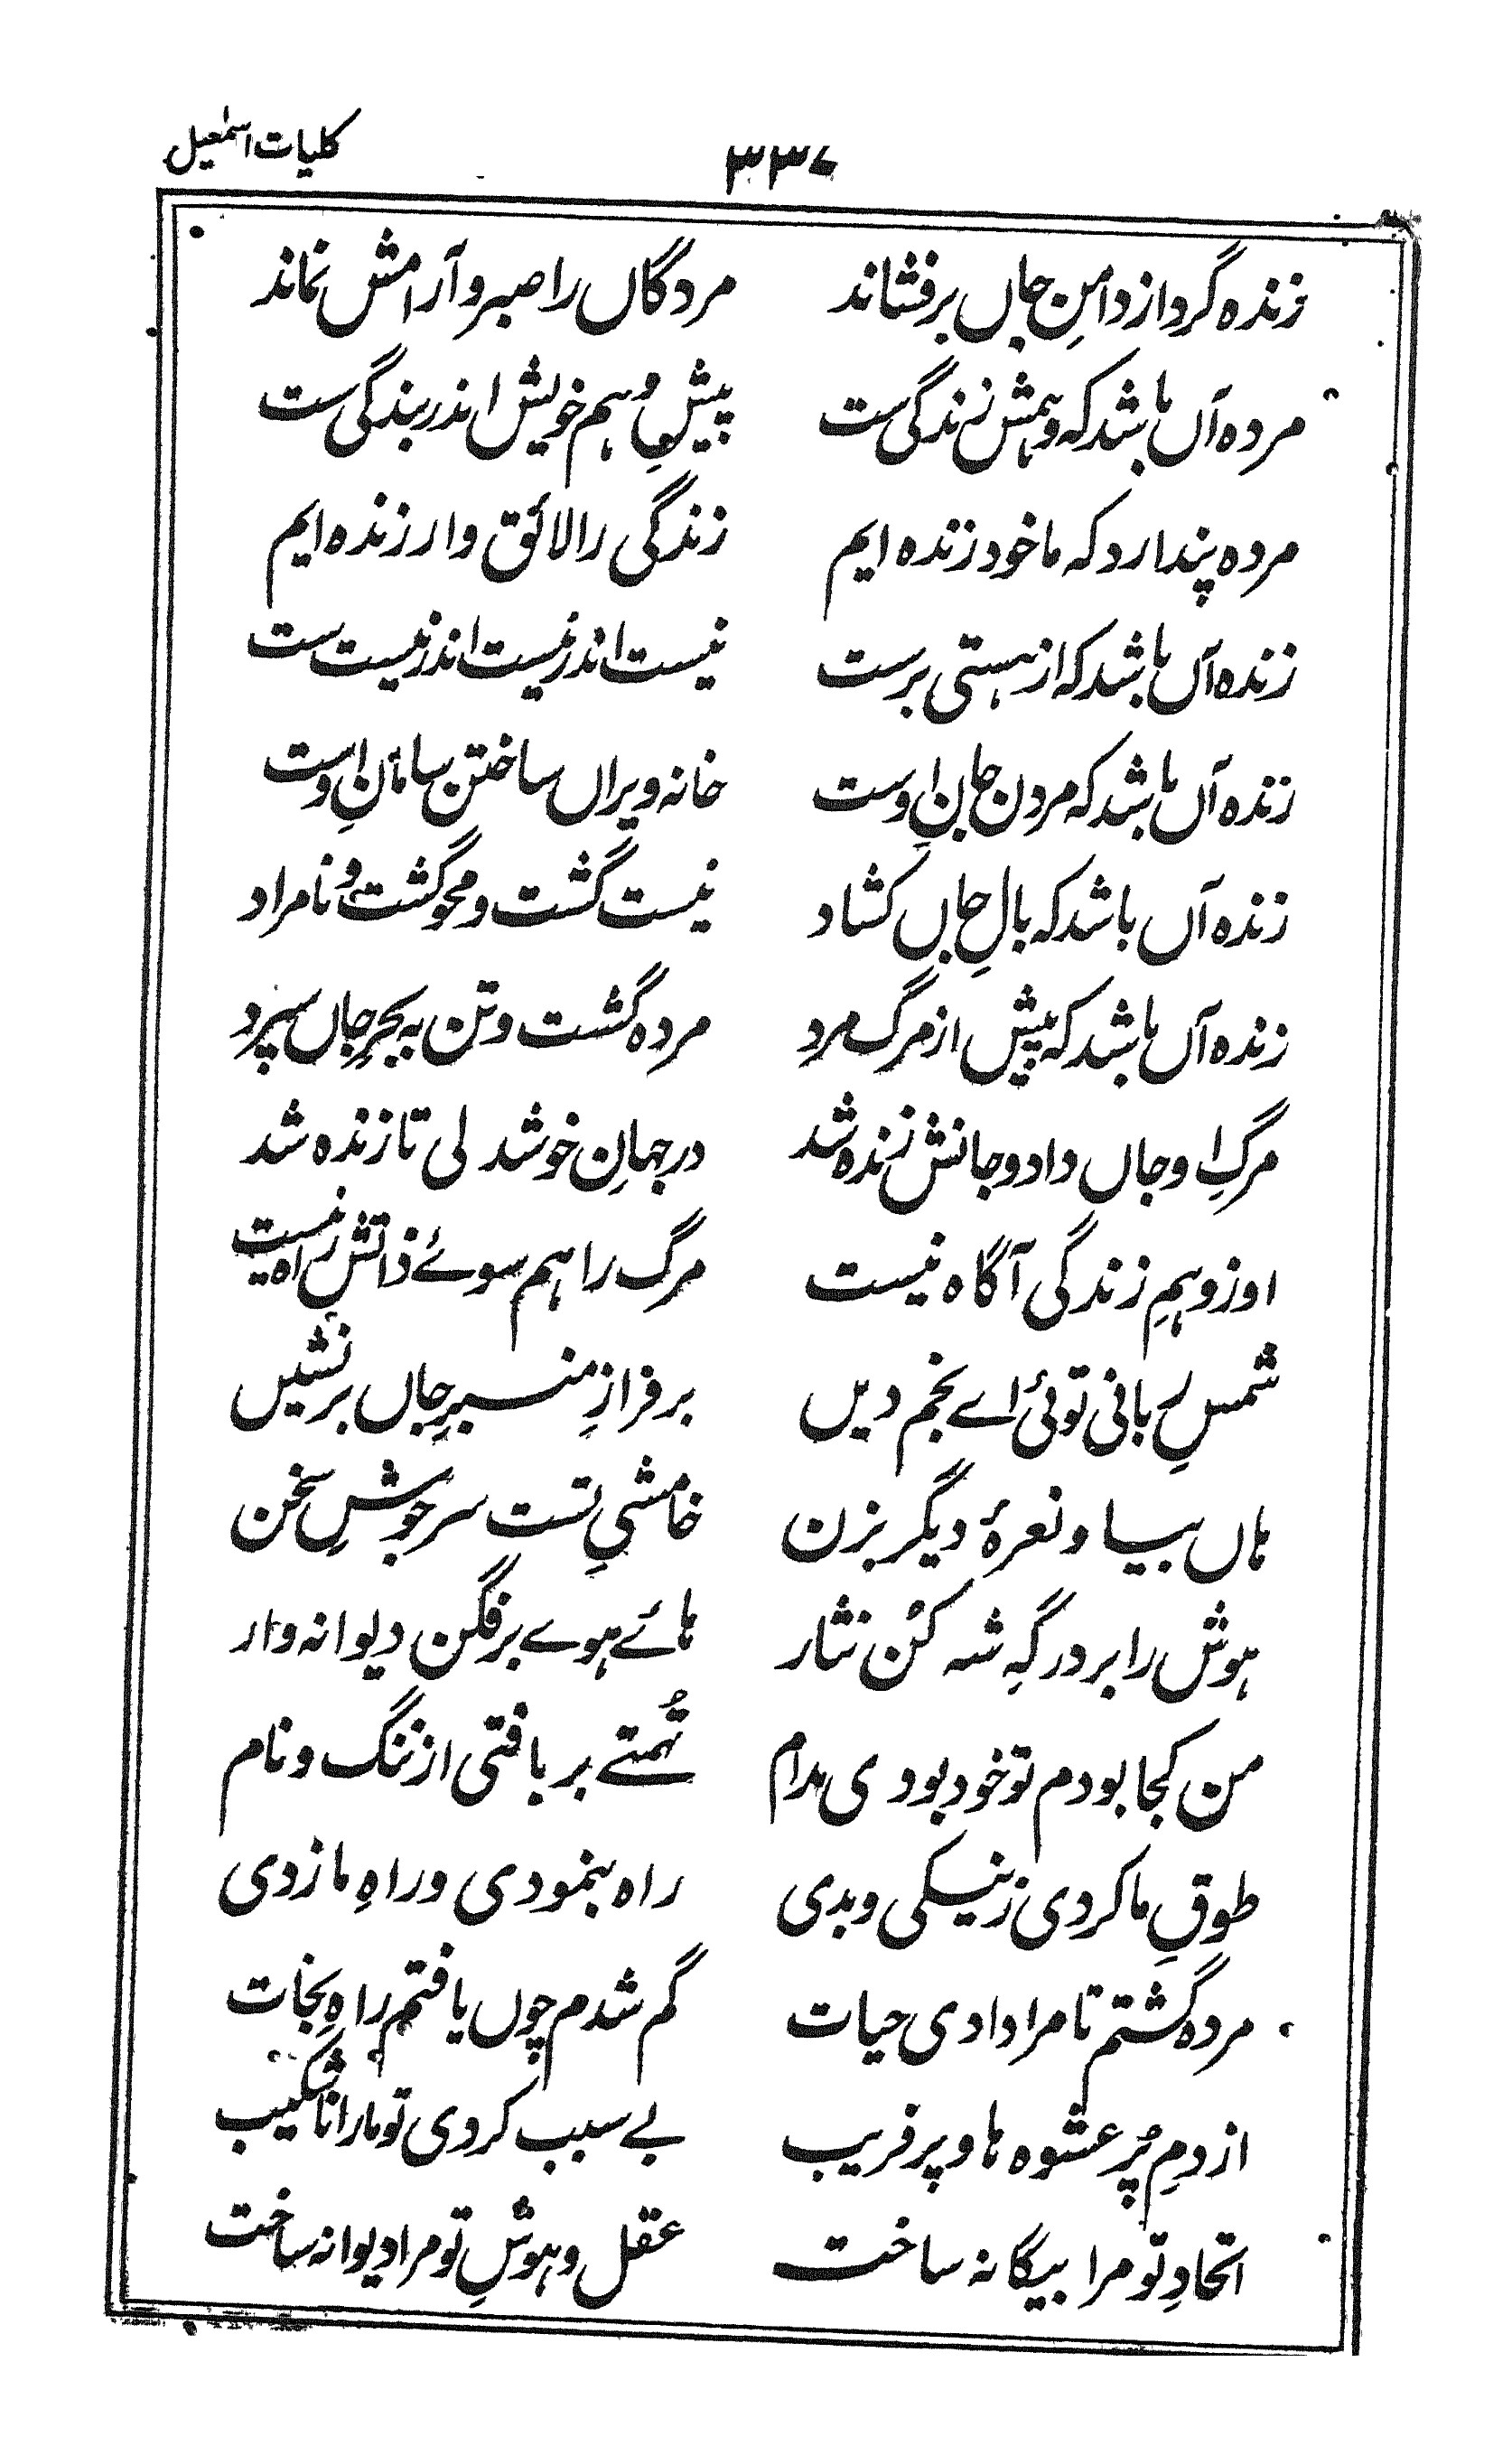 کلیات اسمٰعیل
۳۳۷
زندہ گرد از دامنِ جاں برفشاند مردگاں را صبر و آرامش نماند
مردہ آں باشد کہ وہمش زندگی ست پیشِ وہم خویش اندر بندگی ست
مردہ پندارد کہ ما خود زندہ ایم زندگی را لائق و ارزندہ ایم
زندہ آں باشد کہ از ہستی برست نیست اندر نیست اندر نیست ست
زندہ آں باشد کہ مردن جانِ اوست خانہ ویراں ساختن سامانِ اوست
زندہ آں باشد کہ بالِ جاں کشاد نیست گشت و محو گشت و نامراد
زندہ آں باشد کہ پیش از مرگ مرد مردہ گشت و تن بہ بحرِ جاں سپرد
مرگِ او جاں داد و جانش زندہ شد در جہانِ خوشدلی تا زندہ شد
او ز وہمِ زندگی آگاہ نیست مرگ را ہم سوئے ذاتش راہ نیست
شمسِ ربانی توئی اے نجم دیں بر فرازِ منبرِ جاں بر نشیں
ہاں بیا و نعرۂ دیگر بزن خامشیِ تست سر جوشِ سخن
ہوش را بر درگہِ شہ کُن نثار ہائے ہوے بر فگن دیوانہ وار
من کجا بودم تو خود بودی مدام تُہمتے بر بافتی از ننگ و نام
طوقِ ما کردی ز نیکی و بدی راہ بنمودی و راہِ ما زدی
مردہ گشتم تا مرا دادی حیات گم شدم چوں یافتم راہِ نجات
از دمِ پُر عشوہ ہا و پر فریب بے سبب کردی تو ما را ناشکیب
اتحادِ تو مرا بیگانہ ساخت عقل و ہوشِ تو مرا دیوانہ ساخت